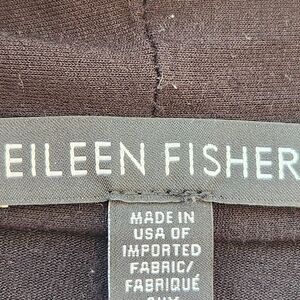 EILEEN FISHER
MADE IN
USA OF
IMPORTED
FABRIC/
FABRIQUÉ